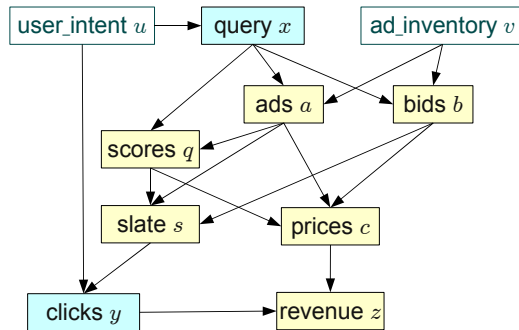 user_intent u
query x
ad_inventory v
ads a
bids b
scores q
slate s
prices c
clicks y
revenue z